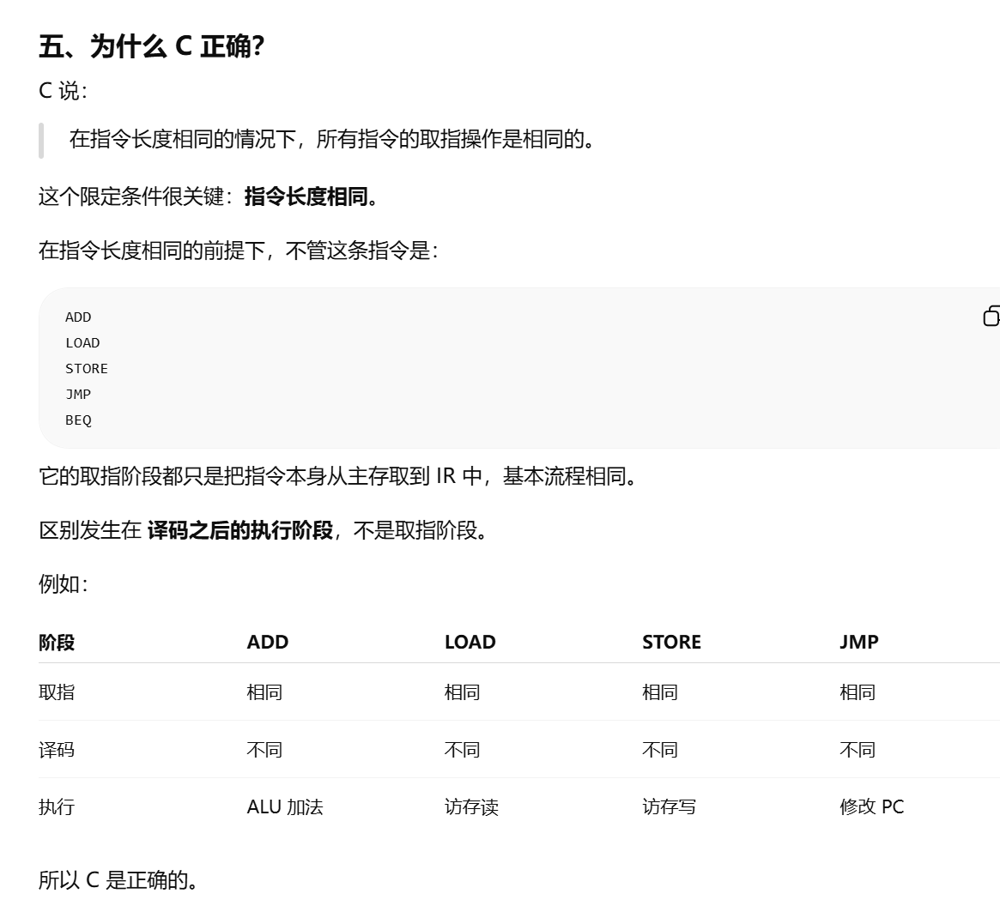 五、为什么 C 正确？
C 说：
在指令长度相同的情况下，所有指令的取指操作是相同的。
这个限定条件很关键：指令长度相同。
在指令长度相同的前提下，不管这条指令是：
ADD
LOAD
STORE
JMP
BEQ
它的取指阶段都只是把指令本身从主存取到 IR 中，基本流程相同。
区别发生在 译码之后的执行阶段，不是取指阶段。
例如：
阶段 ADD LOAD STORE JMP
取指 相同 相同 相同 相同
译码 不同 不同 不同 不同
执行 ALU 加法 访存读 访存写 修改 PC
所以 C 是正确的。